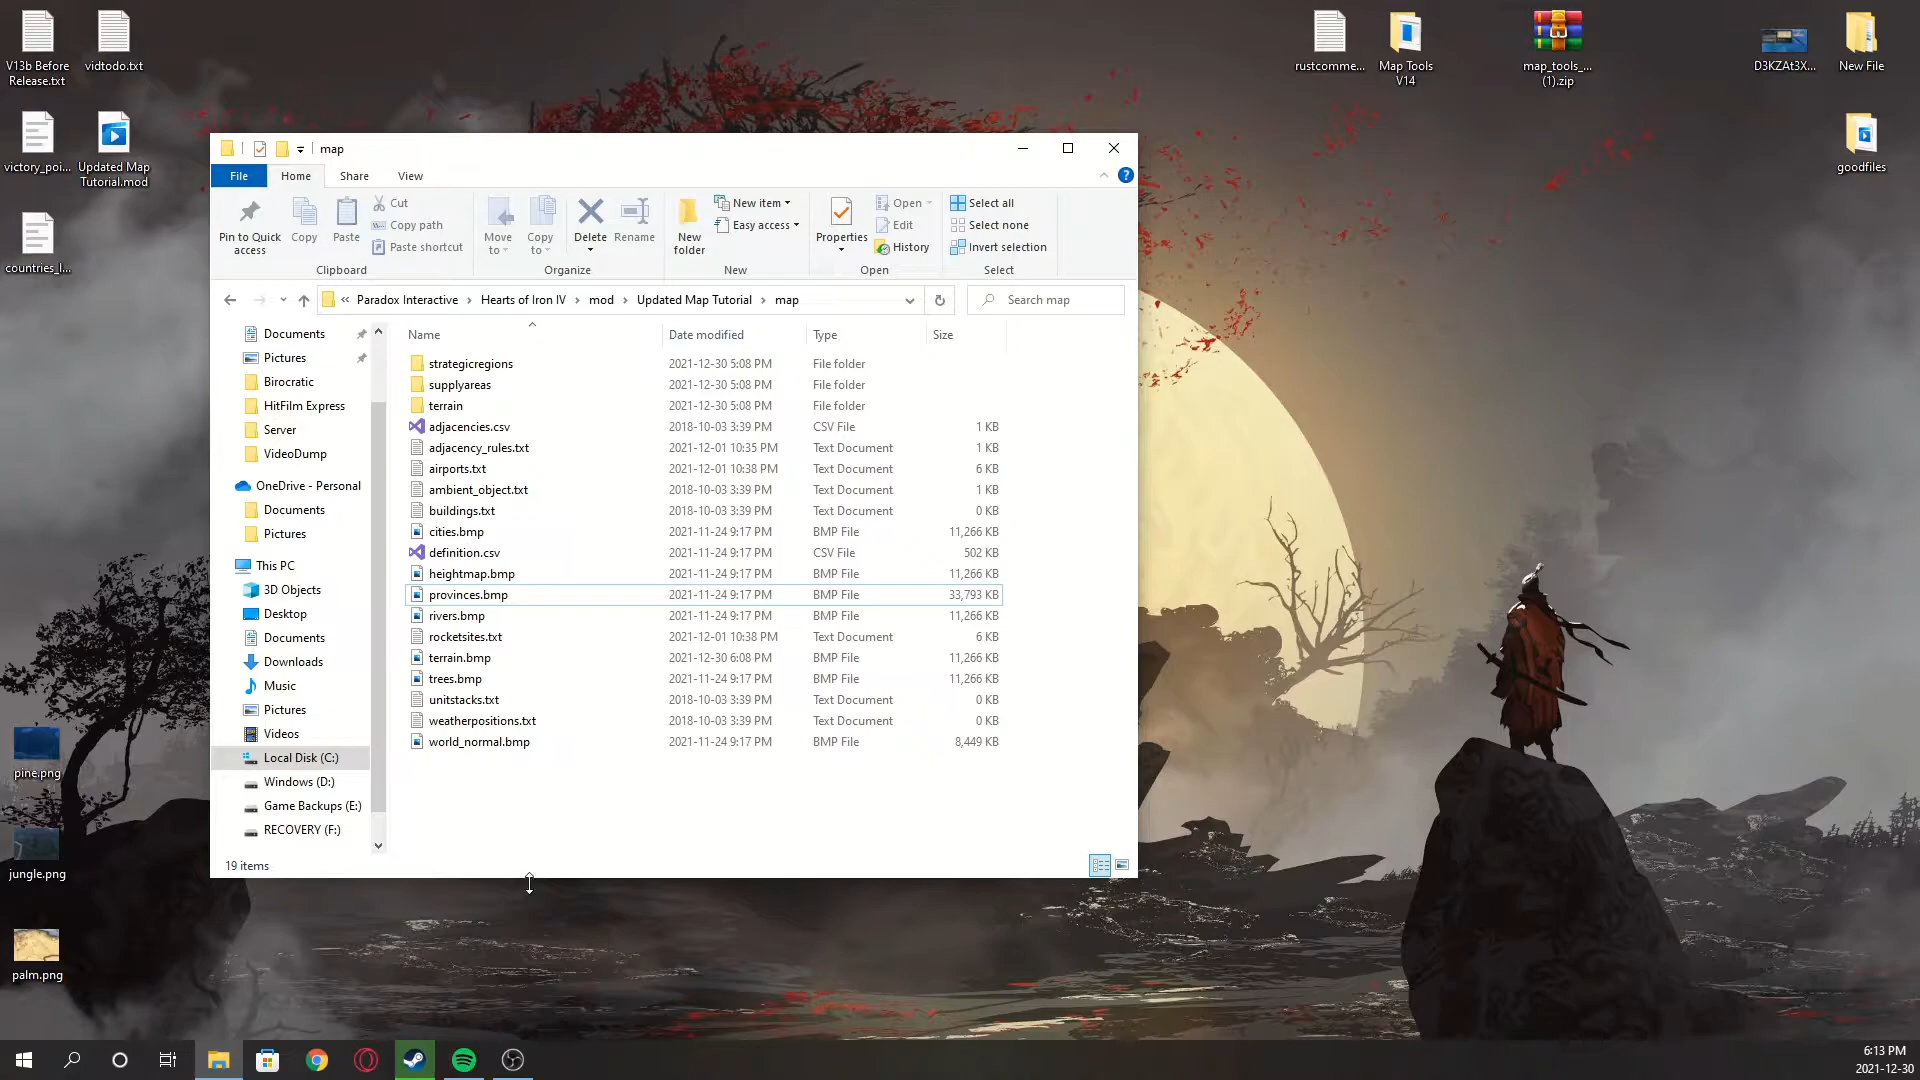 V13b Before
Release.txt
vidtodo.txt
victory_poi...
Updated Map
Tutorial.mod
countries_l...
pine.png
jungle.png
palm.png
rustcomme...
Map Tools
V14
map_tools_...
(1).zip
D3KZAt3X...
New File
goodfiles
map
File Home Share View
Pin to Quick
access
Copy
Paste
Cut
Copy path
Paste shortcut
Clipboard
Move
to
Copy
to
Delete
Rename
Organize
New
folder
New item
Easy access
New
Properties
Open
Edit
History
Open
Select all
Select none
Invert selection
Select
« Paradox Interactive › Hearts of Iron IV › mod › Updated Map Tutorial › map
Search map
Documents
Pictures
Birocratic
HitFilm Express
Server
VideoDump
OneDrive - Personal
Documents
Pictures
This PC
3D Objects
Desktop
Documents
Downloads
Music
Pictures
Videos
Local Disk (C:)
Windows (D:)
Game Backups (E:)
RECOVERY (F:)
Name Date modified Type Size
strategicregions 2021-12-30 5:08 PM File folder
supplyareas 2021-12-30 5:08 PM File folder
terrain 2021-12-30 5:08 PM File folder
adjacencies.csv 2018-10-03 3:39 PM CSV File 1 KB
adjacency_rules.txt 2021-12-01 10:35 PM Text Document 1 KB
airports.txt 2021-12-01 10:38 PM Text Document 6 KB
ambient_object.txt 2018-10-03 3:39 PM Text Document 1 KB
buildings.txt 2018-10-03 3:39 PM Text Document 0 KB
cities.bmp 2021-11-24 9:17 PM BMP File 11,266 KB
definition.csv 2021-11-24 9:17 PM CSV File 502 KB
heightmap.bmp 2021-11-24 9:17 PM BMP File 11,266 KB
provinces.bmp 2021-11-24 9:17 PM BMP File 33,793 KB
rivers.bmp 2021-11-24 9:17 PM BMP File 11,266 KB
rocketsites.txt 2021-12-01 10:38 PM Text Document 6 KB
terrain.bmp 2021-12-30 6:08 PM BMP File 11,266 KB
trees.bmp 2021-11-24 9:17 PM BMP File 11,266 KB
unitstacks.txt 2018-10-03 3:39 PM Text Document 0 KB
weatherpositions.txt 2018-10-03 3:39 PM Text Document 0 KB
world_normal.bmp 2021-11-24 9:17 PM BMP File 8,449 KB
19 items
6:13 PM
2021-12-30